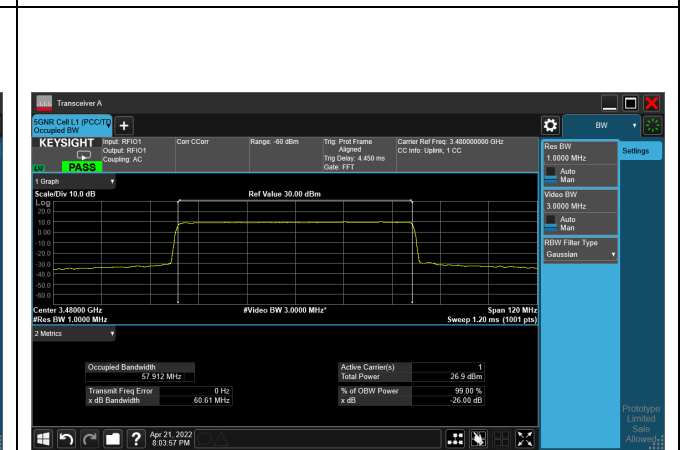 Transceiver A
5GNR Cell L1 (PCC/TD
Occupied BW
BW
KEYSIGHT
Input: RFIO1
Output: RFIO1
Coupling: AC
Corr CCorr
Range: -60 dBm
Trig: Prot Frame
Aligned
Trig Delay: 4.450 ms
Gate: FFT
Carrier Ref Freq: 3.480000000 GHz
CC Info: Uplink, 1 CC
PASS
Res BW
1.0000 MHz
Auto
Man
Settings
Video BW
3.0000 MHz
Auto
Man
RBW Filter Type
Gaussian
1 Graph
Scale/Div 10.0 dB
Ref Value 30.00 dBm
Log
20.0
10.0
0.00
-10.0
-20.0
-30.0
-40.0
-50.0
-60.0
Center 3.48000 GHz
#Video BW 3.0000 MHz*
Span 120 MHz
#Res BW 1.0000 MHz
Sweep 1.20 ms (1001 pts)
2 Metrics
Occupied Bandwidth
57.912 MHz
Active Carrier(s) 1
Total Power 26.9 dBm
Transmit Freq Error 0 Hz
x dB Bandwidth 60.61 MHz
% of OBW Power 99.00 %
x dB -26.00 dB
Prototype
Limited
Sale
Allowed
Apr 21, 2022
8:03:57 PM